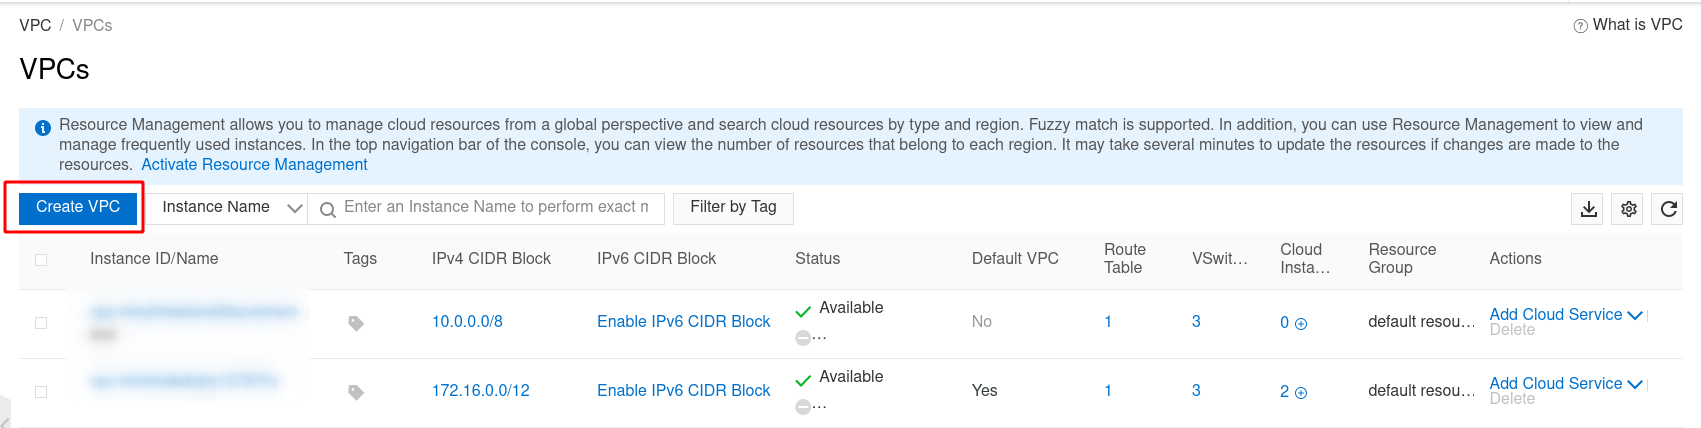 VPC / VPCs
What is VPC
VPCs
Resource Management allows you to manage cloud resources from a global perspective and search cloud resources by type and region. Fuzzy match is supported. In addition, you can use Resource Management to view and
manage frequently used instances. In the top navigation bar of the console, you can view the number of resources that belong to each region. It may take several minutes to update the resources if changes are made to the
resources. Activate Resource Management
Create VPC Instance Name Enter an Instance Name to perform exact m Filter by Tag
Instance ID/Name Tags IPv4 CIDR Block IPv6 CIDR Block Status Default VPC Route Table VSwit... Cloud Insta... Resource Group Actions
10.0.0.0/8 Enable IPv6 CIDR Block Available ... No 1 3 0 default resou... Add Cloud Service
Delete
172.16.0.0/12 Enable IPv6 CIDR Block Available ... Yes 1 3 2 default resou... Add Cloud Service
Delete